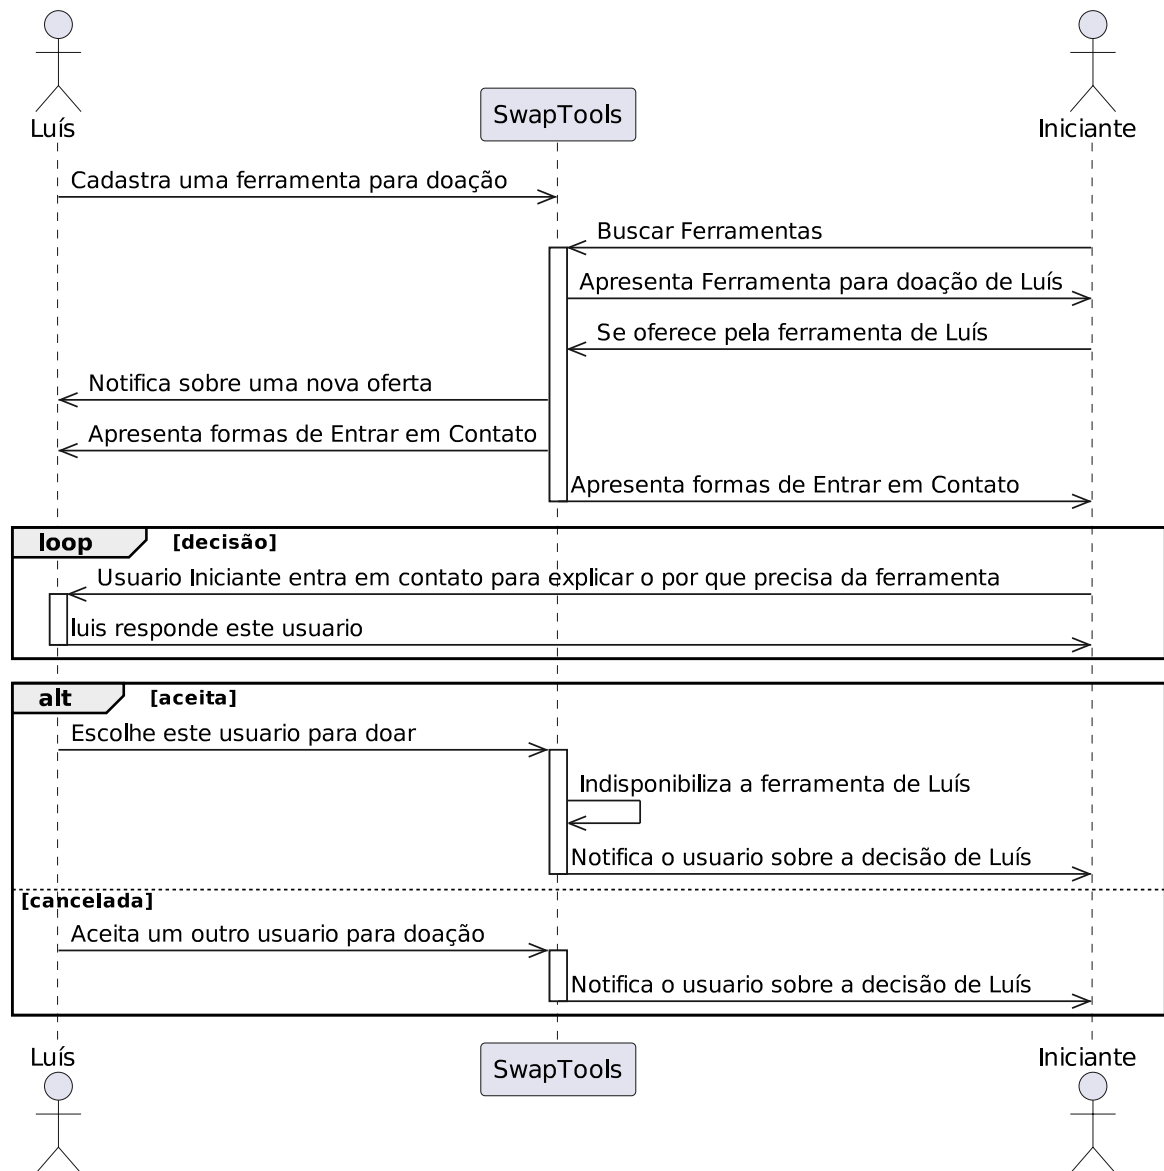 Luís
SwapTools
Iniciante
Cadastra uma ferramenta para doação
Buscar Ferramentas
Apresenta Ferramenta para doação de Luís
Se oferece pela ferramenta de Luís
Notifica sobre uma nova oferta
Apresenta formas de Entrar em Contato
Apresenta formas de Entrar em Contato
loop [decisão]
Usuario Iniciante entra em contato para explicar o por que precisa da ferramenta
luis responde este usuario
alt [aceita]
Escolhe este usuario para doar
Indisponibiliza a ferramenta de Luís
Notifica o usuario sobre a decisão de Luís
[cancelada]
Aceita um outro usuario para doação
Notifica o usuario sobre a decisão de Luís
Luís
SwapTools
Iniciante